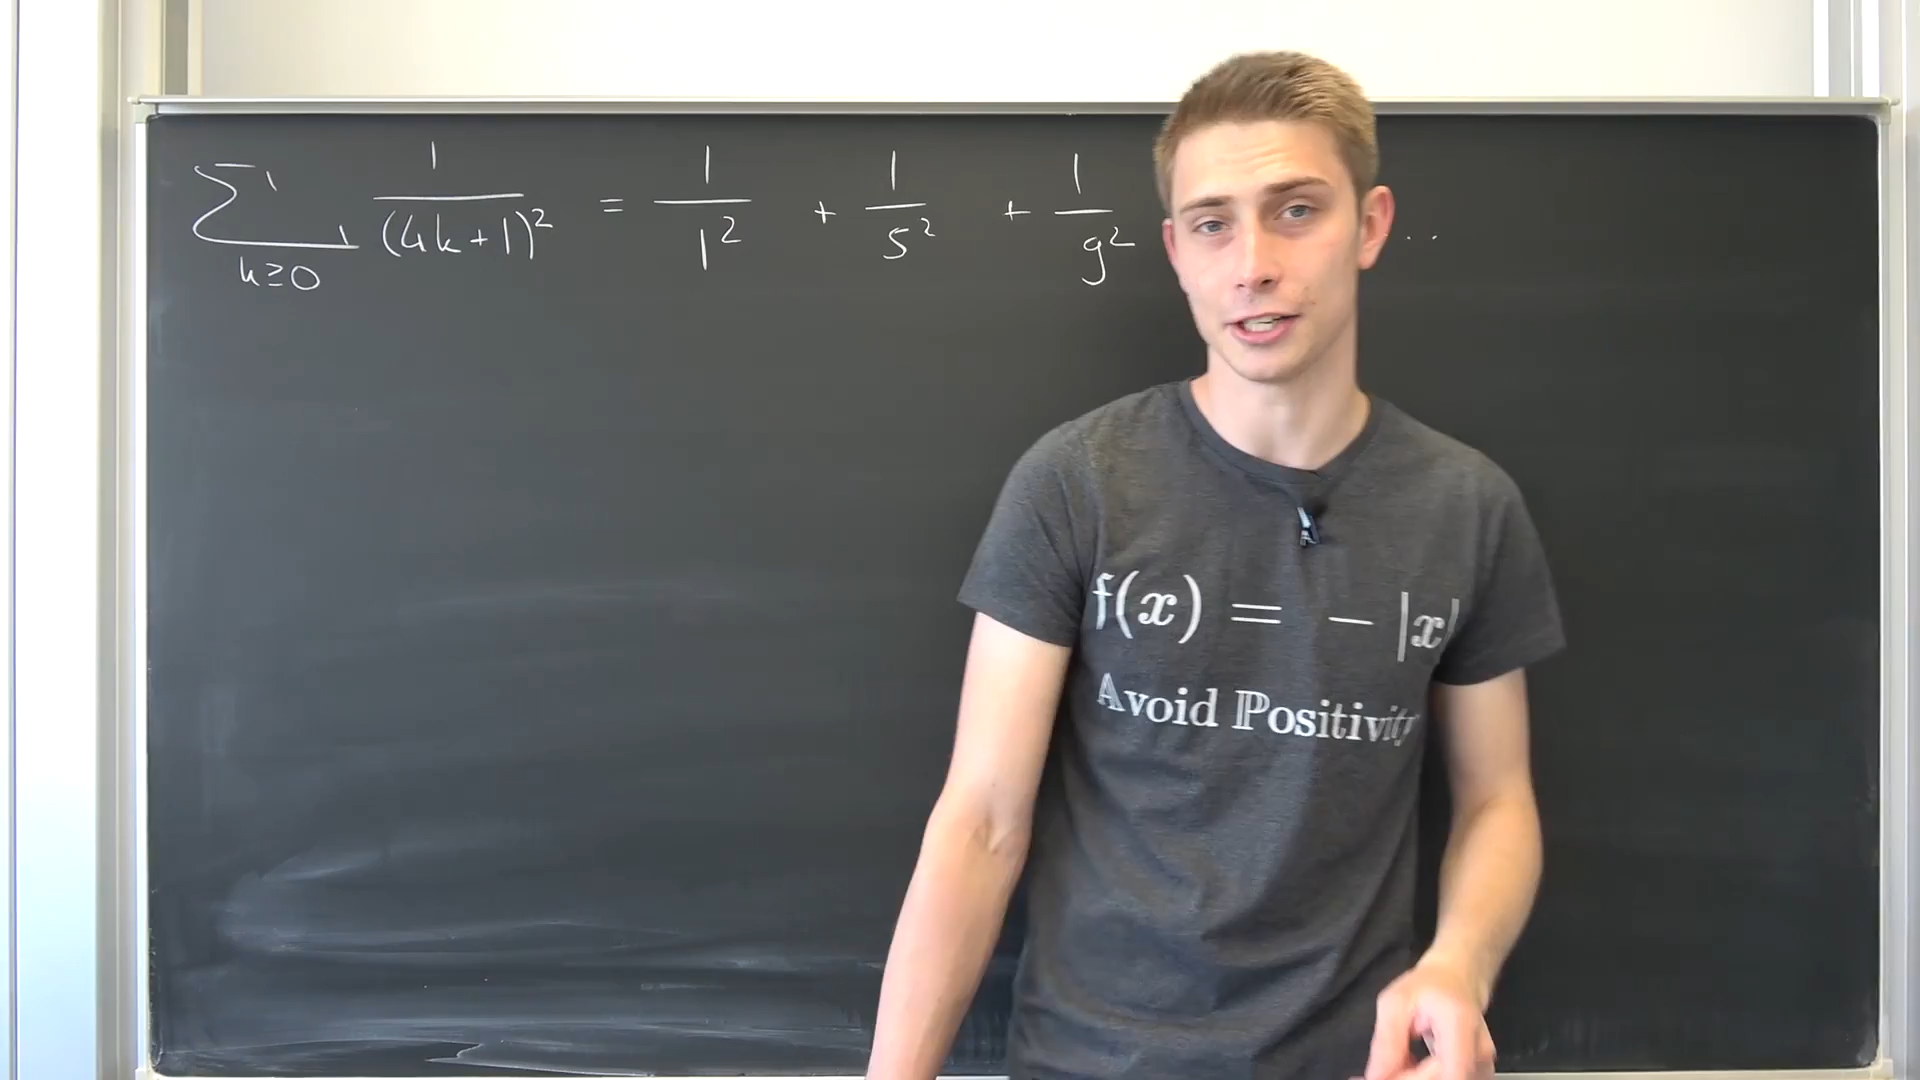 ∑ 1/(4k+1)² = 1/1² + 1/5² + 1/9² ...
k≥0
f(x) = − |x|
Avoid Positivity